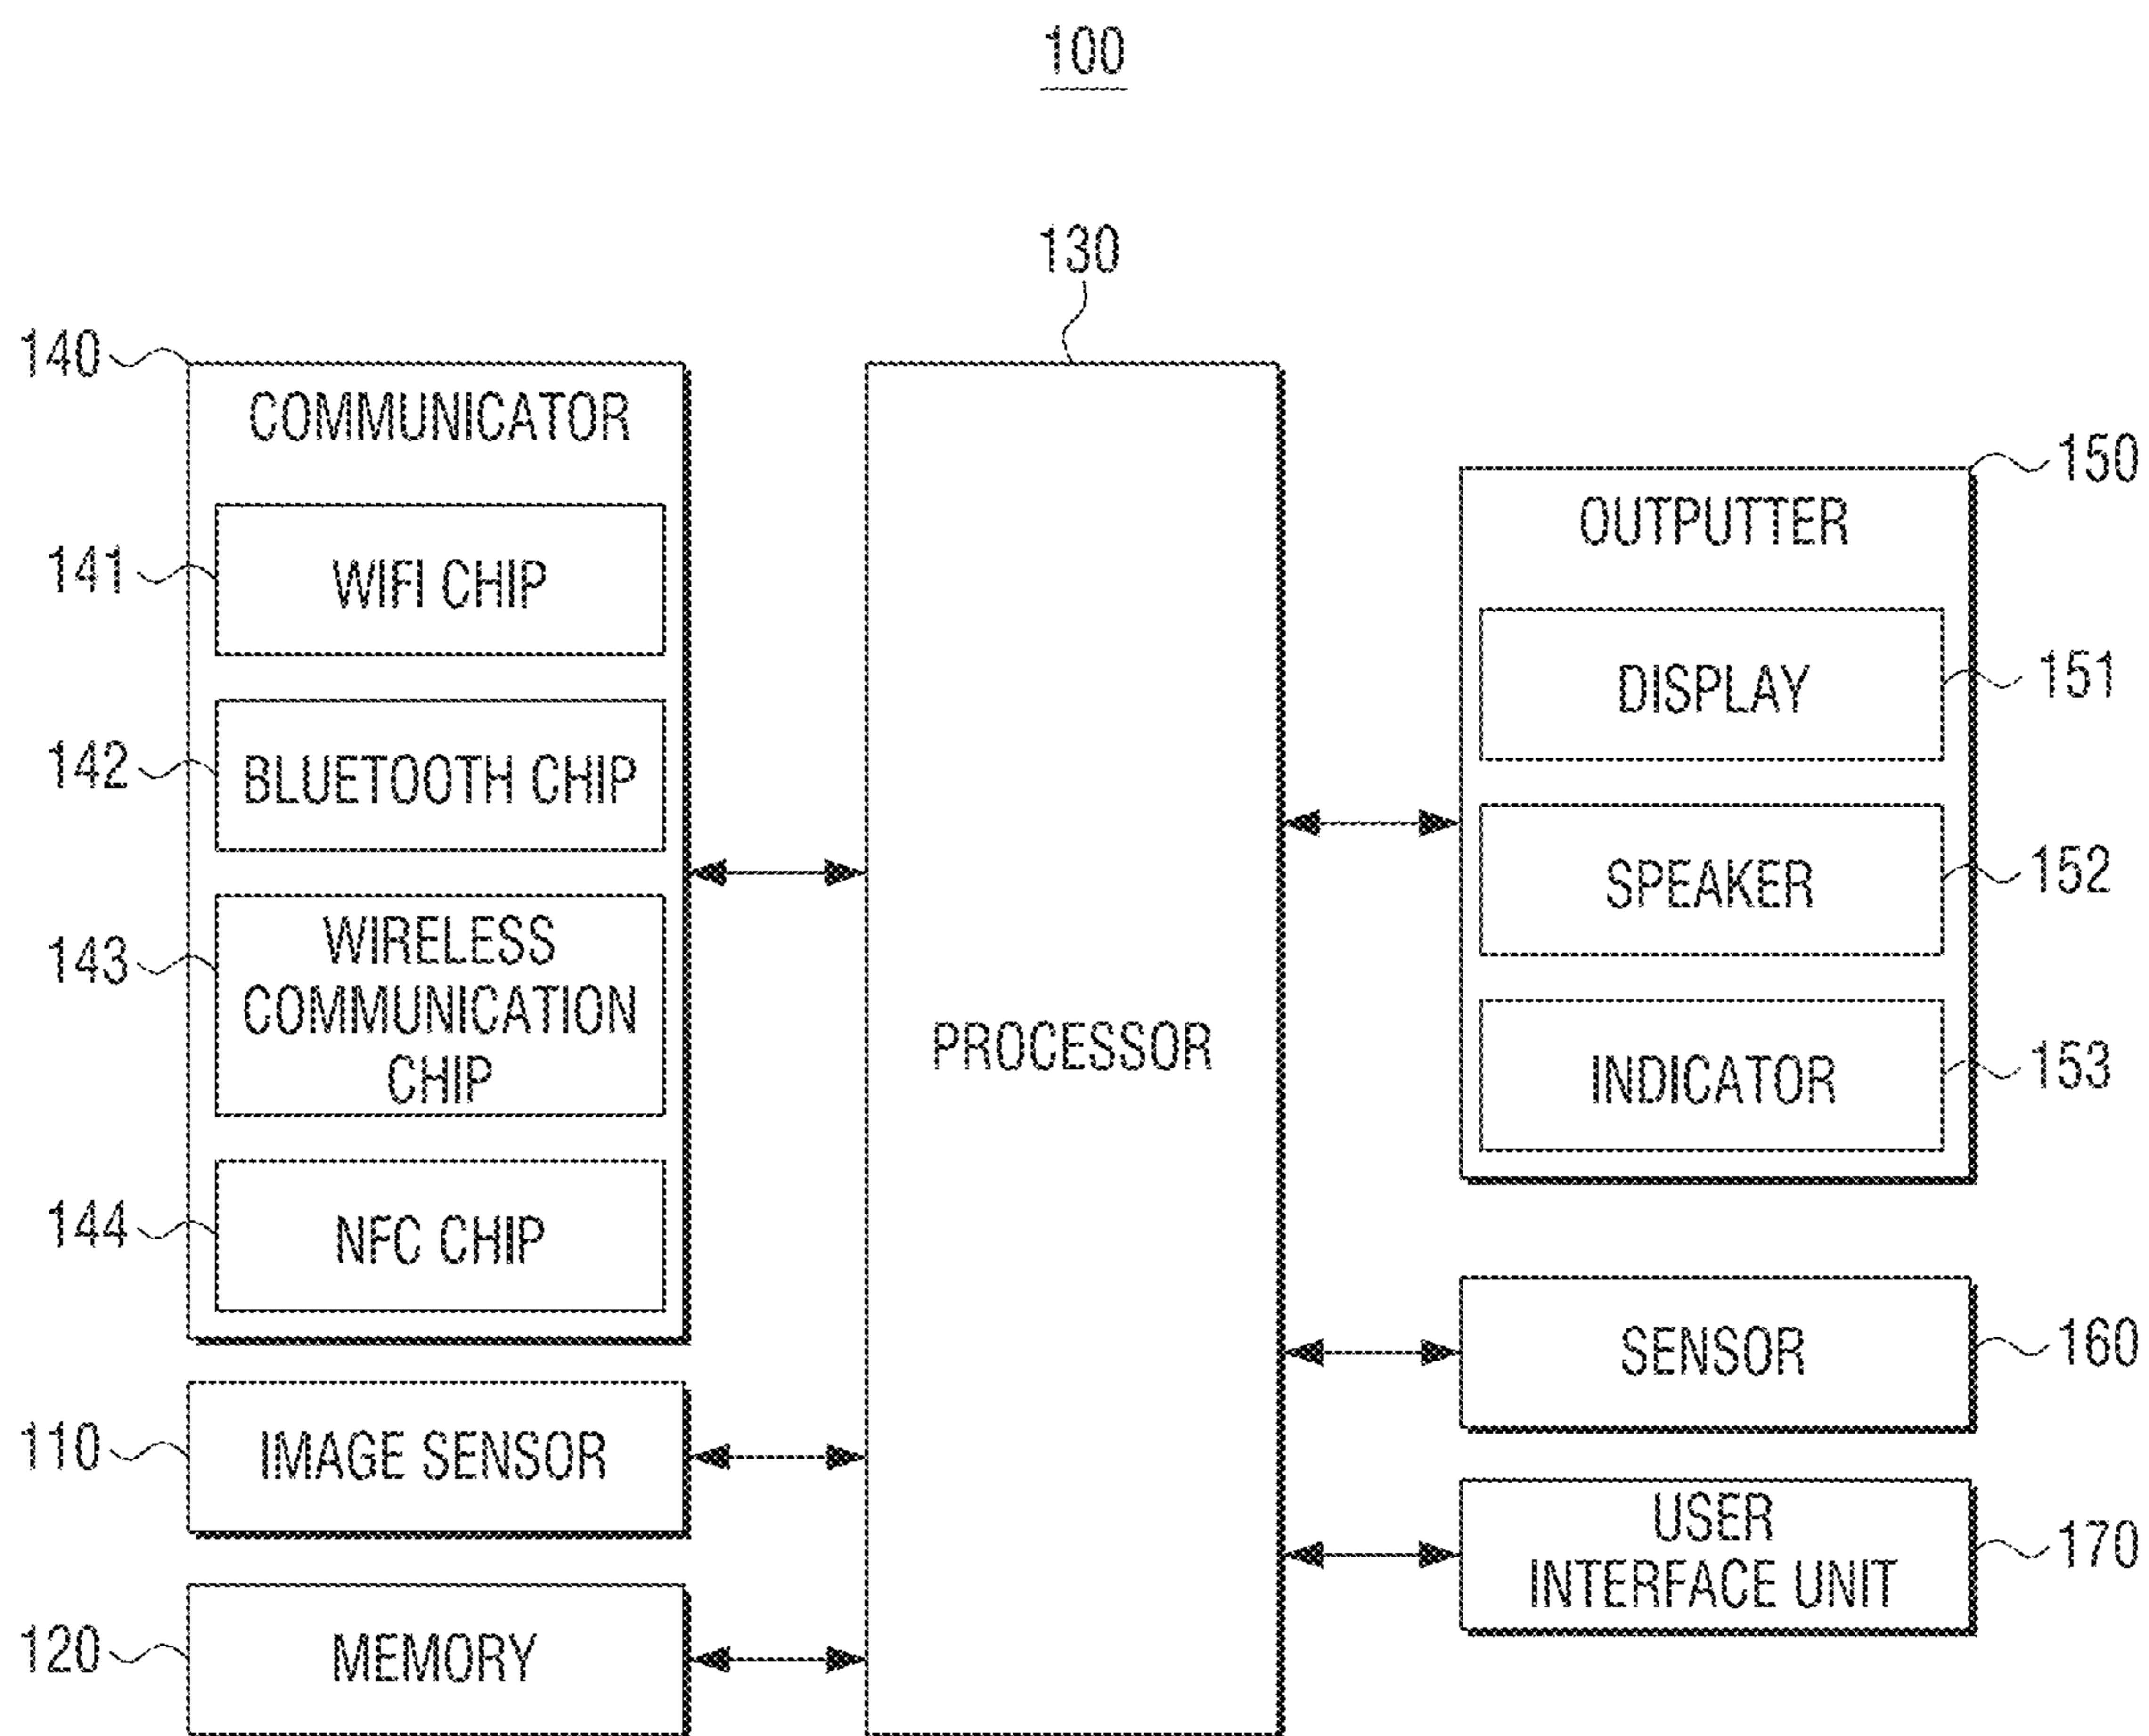 100
130
140
COMMUNICATOR
141
WIFI CHIP
142
BLUETOOTH CHIP
143
WIRELESS
COMMUNICATION
CHIP
144
NFC CHIP
110
IMAGE SENSOR
120
MEMORY
PROCESSOR
150
OUTPUTTER
DISPLAY
151
SPEAKER
152
INDICATOR
153
SENSOR
160
USER
INTERFACE UNIT
170